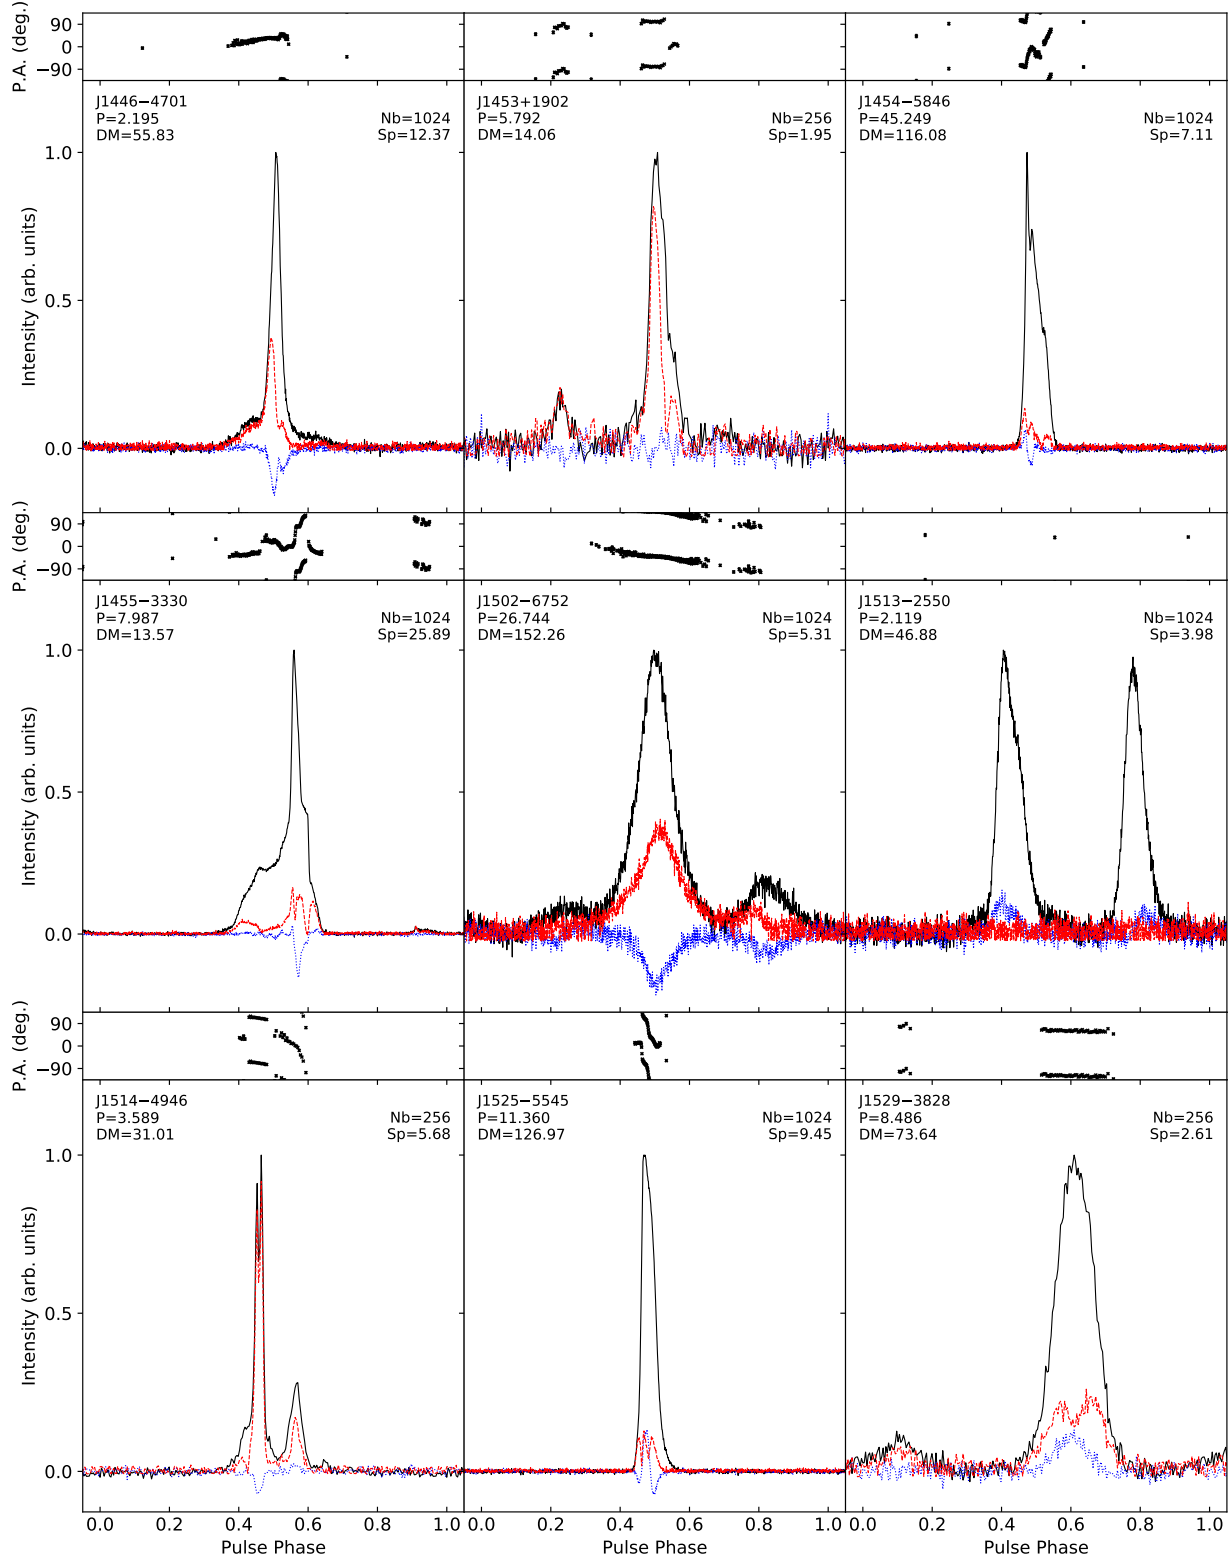 P.A. (deg.)
90
0
−90
J1446−4701
P=2.195
DM=55.83
Nb=1024
Sp=12.37
J1453+1902
P=5.792
DM=14.06
Nb=256
Sp=1.95
J1454−5846
P=45.249
DM=116.08
Nb=1024
Sp=7.11
Intensity (arb. units)
1.0
0.5
0.0
P.A. (deg.)
90
0
−90
J1455−3330
P=7.987
DM=13.57
Nb=1024
Sp=25.89
J1502−6752
P=26.744
DM=152.26
Nb=1024
Sp=5.31
J1513−2550
P=2.119
DM=46.88
Nb=1024
Sp=3.98
Intensity (arb. units)
1.0
0.5
0.0
P.A. (deg.)
90
0
−90
J1514−4946
P=3.589
DM=31.01
Nb=256
Sp=5.68
J1525−5545
P=11.360
DM=126.97
Nb=1024
Sp=9.45
J1529−3828
P=8.486
DM=73.64
Nb=256
Sp=2.61
Intensity (arb. units)
1.0
0.5
0.0
0.0 0.2 0.4 0.6 0.8 1.0
0.0 0.2 0.4 0.6 0.8 1.0
0.0 0.2 0.4 0.6 0.8 1.0
Pulse Phase
Pulse Phase
Pulse Phase